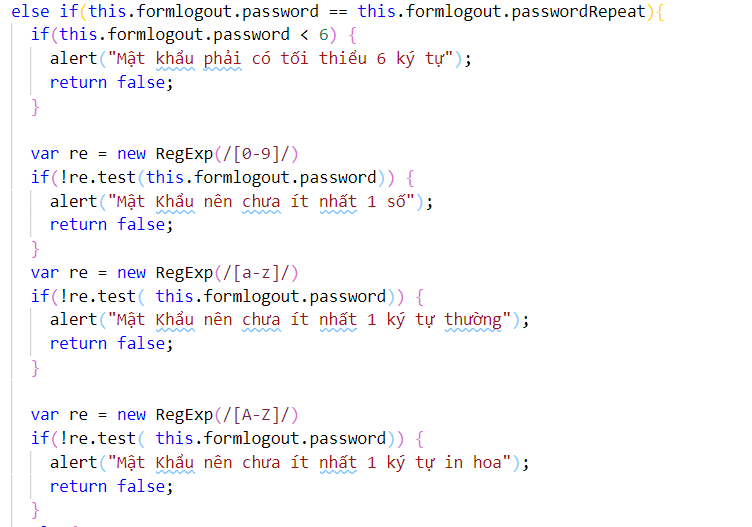 else if(this.formlogout.password == this.formlogout.passwordRepeat){
if(this.formlogout.password < 6) {
alert("Mật khẩu phải có tối thiểu 6 ký tự");
return false;
}
var re = new RegExp(/[0-9]/)
if(!re.test(this.formlogout.password)) {
alert("Mật Khẩu nên chưa ít nhất 1 số");
return false;
}
var re = new RegExp(/[a-z]/)
if(!re.test( this.formlogout.password)) {
alert("Mật Khẩu nên chưa ít nhất 1 ký tự thường");
return false;
}
var re = new RegExp(/[A-Z]/)
if(!re.test( this.formlogout.password)) {
alert("Mật Khẩu nên chưa ít nhất 1 ký tự in hoa");
return false;
}